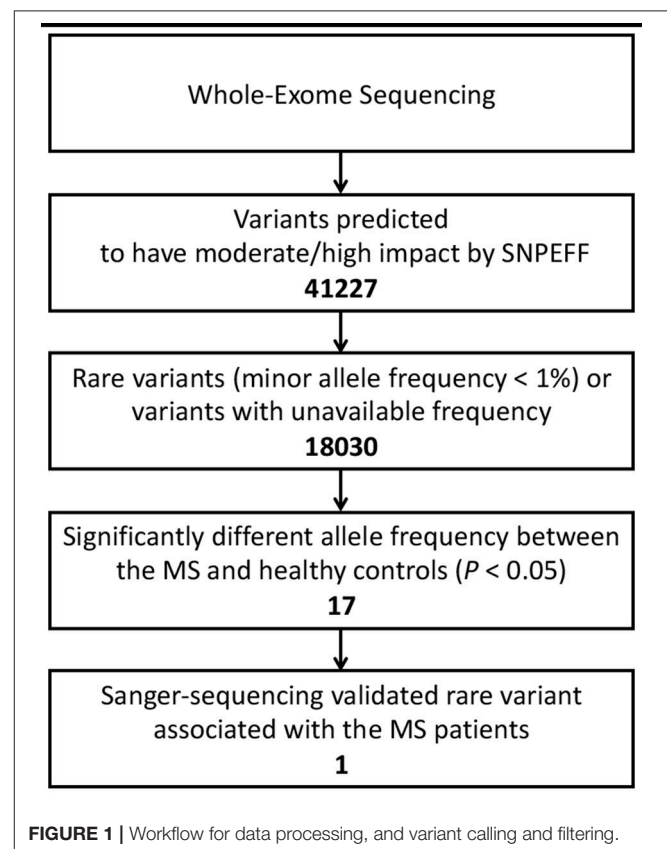 Whole-Exome Sequencing
Variants predicted
to have moderate/high impact by SNPEFF
41227
Rare variants (minor allele frequency < 1%) or
variants with unavailable frequency
18030
Significantly different allele frequency between
the MS and healthy controls (P < 0.05)
17
Sanger-sequencing validated rare variant
associated with the MS patients
1
FIGURE 1 | Workflow for data processing, and variant calling and filtering.